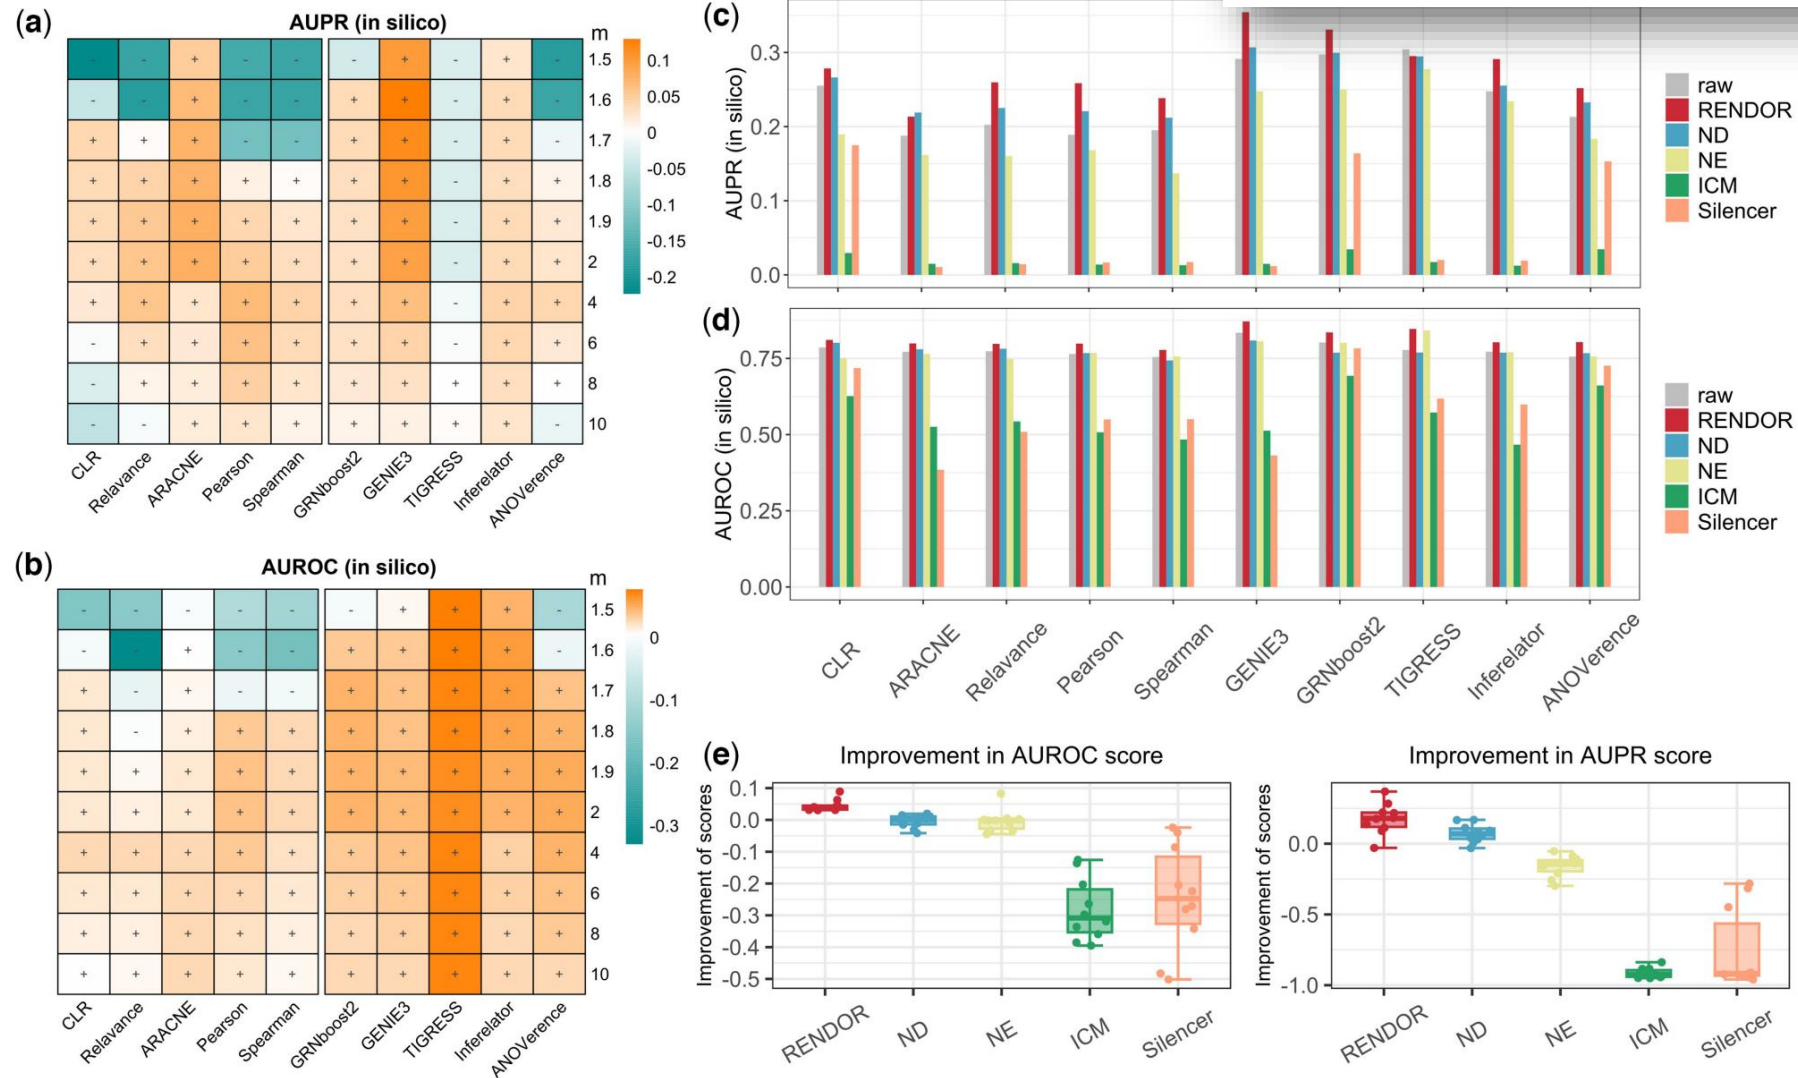 (a)
AUPR (in silico)
m
- - + - - - + - + - 1.5
- - + - - + + - + - 1.6
+ + + - - + + - + - 1.7
+ + + + + + + - + + 1.8
+ + + + + + + - + + 1.9
+ + + + + + + - + + 2
+ + + + + + + - + + 4
- + + + + + + - + + 6
- + + + + + + + + + 8
- - + + + + + + + - 10
0.1
0.05
0
-0.05
-0.1
-0.15
-0.2
CLR
Relavance
ARACNE
Pearson
Spearman
GRNboost2
GENIE3
TIGRESS
Inferelator
ANOVerence
(b)
AUROC (in silico)
m
- - - - - - + + + - 1.5
- - + - - + + + + - 1.6
+ - + - - + + + + + 1.7
+ - + + + + + + + + 1.8
+ + + + + + + + + + 1.9
+ + + + + + + + + + 2
+ + + + + + + + + + 4
+ + + + + + + + + + 6
+ + + + + + + + + + 8
+ + + + + + + + + + 10
0
-0.1
-0.2
-0.3
CLR
Relavance
ARACNE
Pearson
Spearman
GRNboost2
GENIE3
TIGRESS
Inferelator
ANOVerence
(c)
AUPR (in silico)
0.3
0.2
0.1
0.0
raw
RENDOR
ND
NE
ICM
Silencer
(d)
AUROC (in silico)
0.75
0.50
0.25
0.00
raw
RENDOR
ND
NE
ICM
Silencer
CLR
ARACNE
Relavance
Pearson
Spearman
GENIE3
GRNboost2
TIGRESS
Inferelator
ANOVerence
(e)
Improvement in AUROC score
Improvement of scores
0.1
0.0
-0.1
-0.2
-0.3
-0.4
-0.5
RENDOR
ND
NE
ICM
Silencer
Improvement in AUPR score
Improvement of scores
0.0
-0.5
-1.0
RENDOR
ND
NE
ICM
Silencer